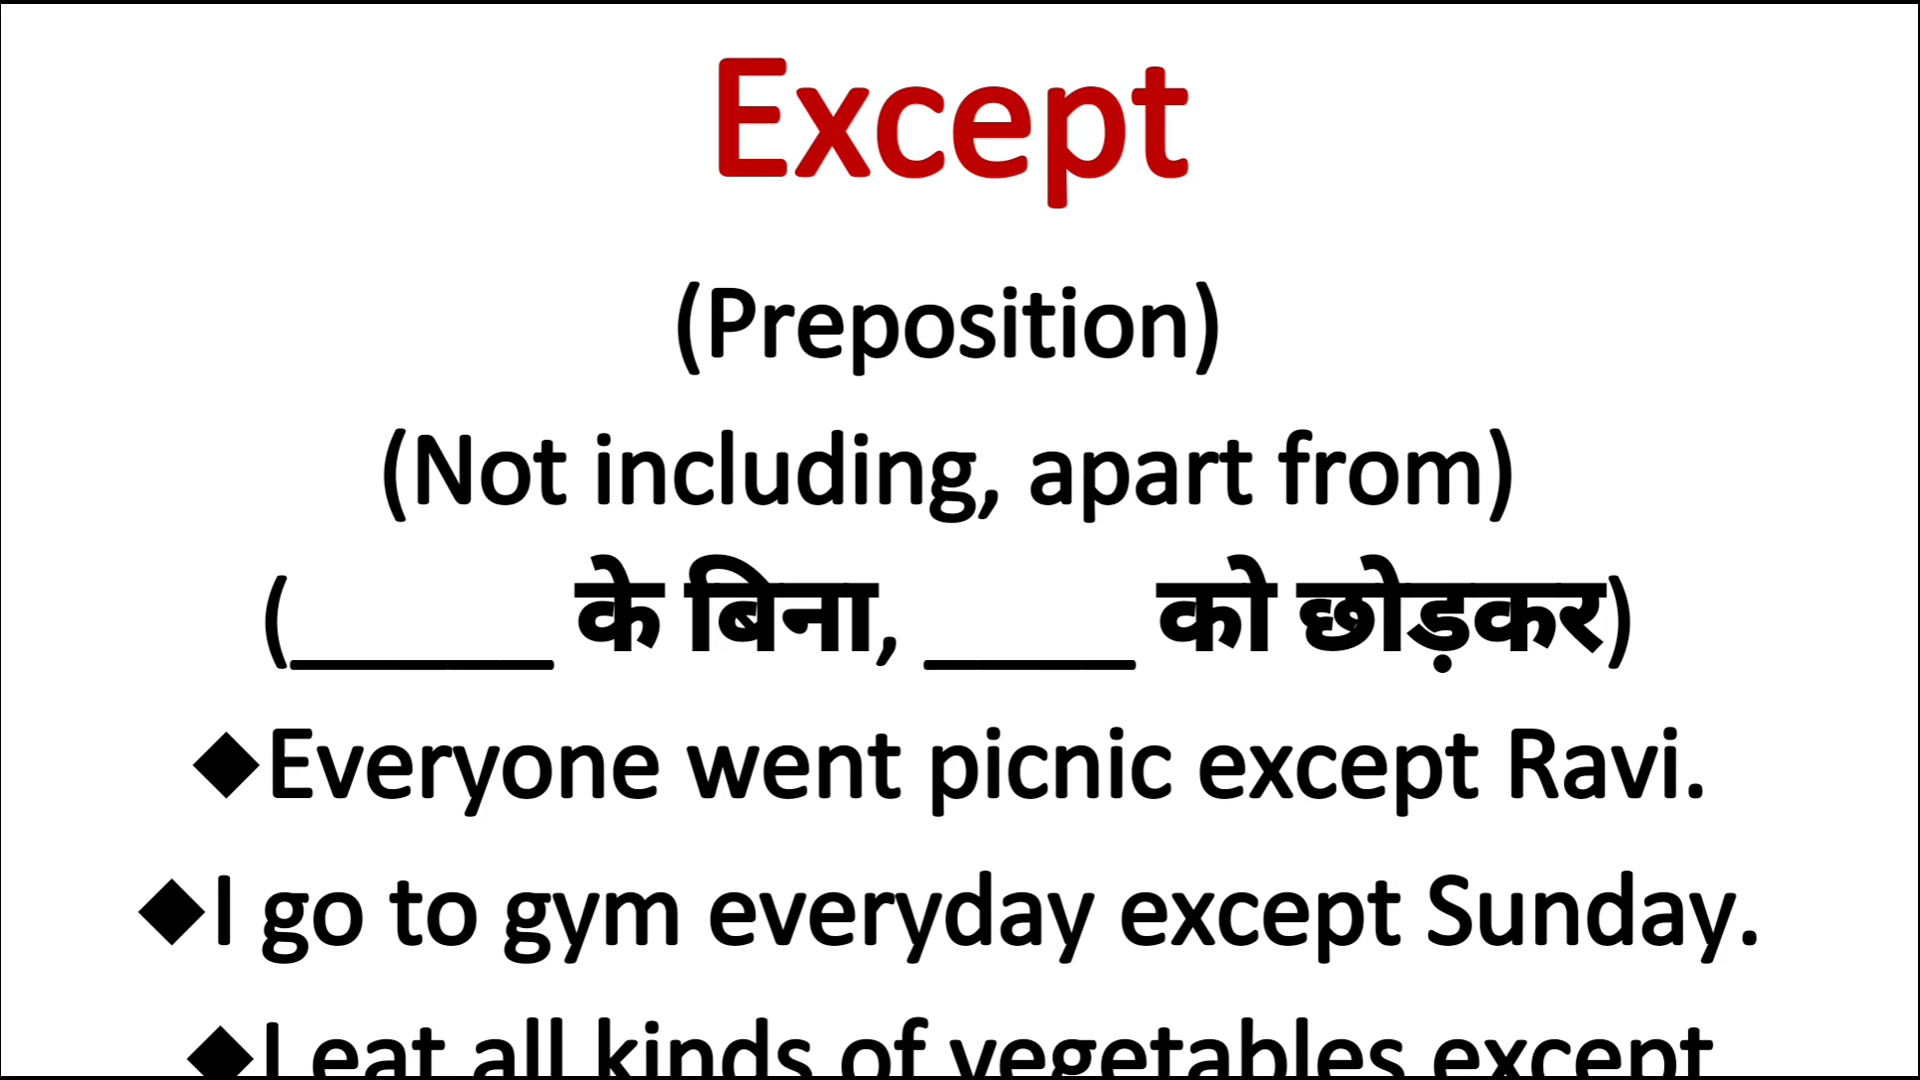 Except
(Preposition)
(Not including, apart from)
(_____ के बिना, ____ को छोड़कर)
◆Everyone went picnic except Ravi.
◆I go to gym everyday except Sunday.
◆I eat all kinds of vegetables except